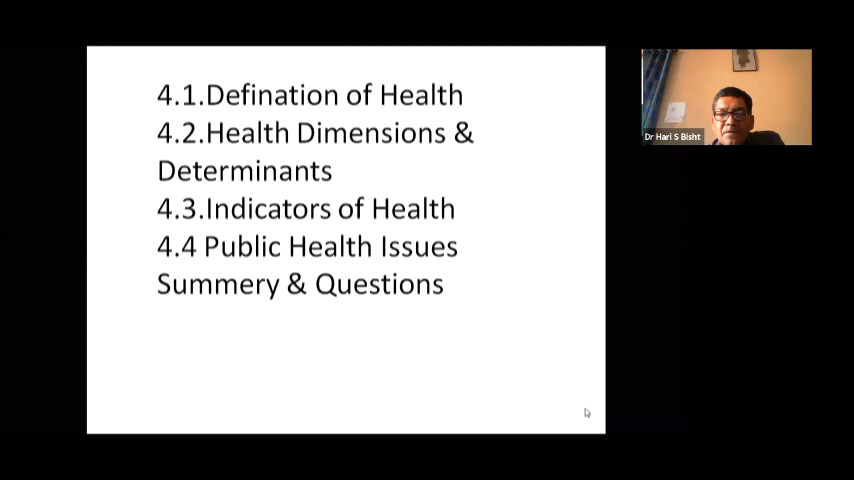 4.1.Defination of Health
4.2.Health Dimensions &
Determinants
4.3.Indicators of Health
4.4 Public Health Issues
Summery & Questions
Dr Hari S Bisht